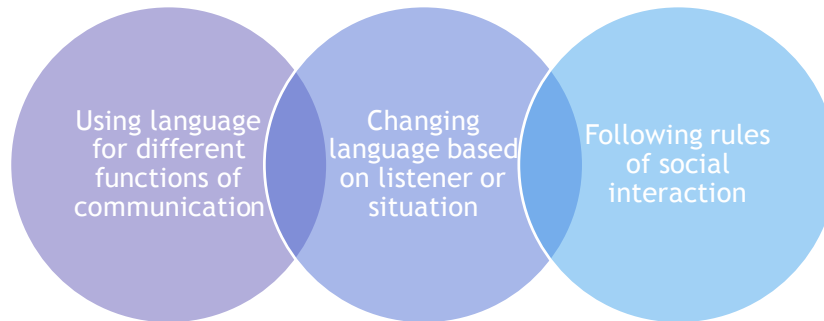 Using language
for different
functions of
communication
Changing
language based
on listener or
situation
Following rules
of social
interaction